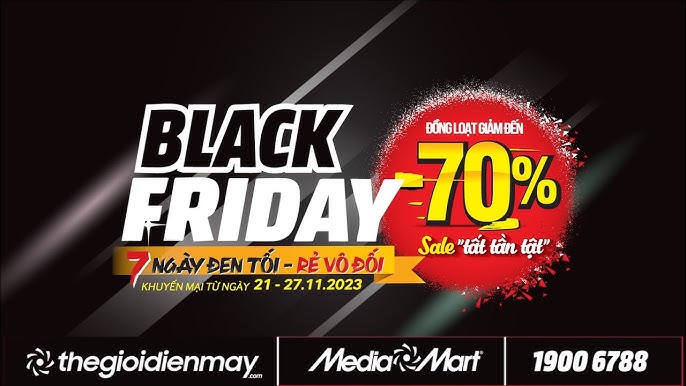 BLACK
FRIDAY
7 NGÀY ĐEN TỐI - RẺ VÔ ĐỐI
KHUYẾN MẠI TỪ NGÀY 21 - 27.11.2023
ĐỒNG LOẠT GIẢM ĐẾN
-70%
Sale "tất tần tật"
thegioidienmay.com
MediaMart
1900 6788